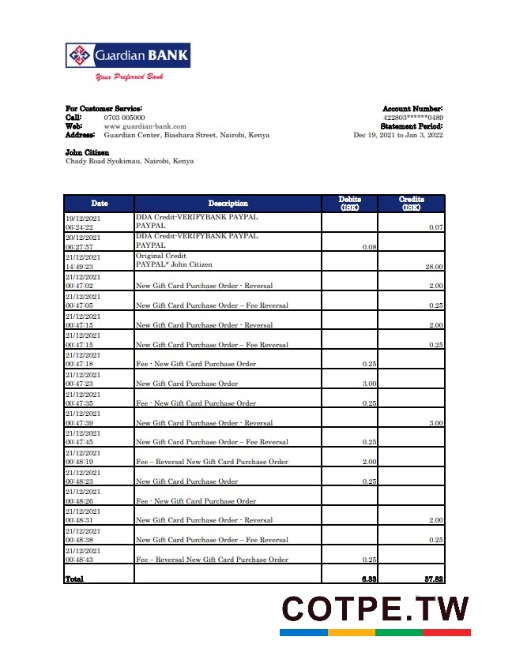 Guardian BANK
Your Preferred Bank
For Customer Service:
Call: 0703 005000
Web: www.guardian-bank.com
Address: Guardian Center, Biashara Street, Nairobi, Kenya
Account Number:
422803******0489
Statement Period:
Dec 19, 2021 to Jan 3, 2022
John Citizen
Chady Road Syokimau, Nairobi, Kenya
Date Description Debits (ISK) Credits (ISK)
19/12/2021 DDA Credit-VERIFYBANK PAYPAL
06:24:22 PAYPAL 0.07
20/12/2021 DDA Credit-VERIFYBANK PAYPAL
06:27:57 PAYPAL 0.08
21/12/2021 Original Credit
14:49:23 PAYPAL* John Citizen 28.00
21/12/2021
00:47:02 New Gift Card Purchase Order - Reversal 2.00
21/12/2021
00:47:05 New Gift Card Purchase Order – Fee Reversal 0.25
21/12/2021
00:47:15 New Gift Card Purchase Order - Reversal 2.00
21/12/2021
00:47:15 New Gift Card Purchase Order – Fee Reversal 0.25
21/12/2021
00:47:18 Fee - New Gift Card Purchase Order 0.25
21/12/2021
00:47:23 New Gift Card Purchase Order 3.00
21/12/2021
00:47:35 Fee - New Gift Card Purchase Order 0.25
21/12/2021
00:47:39 New Gift Card Purchase Order - Reversal 3.00
21/12/2021
00:47:45 New Gift Card Purchase Order – Fee Reversal 0.25
21/12/2021
00:48:19 Fee – Reversal New Gift Card Purchase Order 2.00
21/12/2021
00:48:23 New Gift Card Purchase Order 0.25
21/12/2021
00:48:26 Fee - New Gift Card Purchase Order
21/12/2021
00:48:31 New Gift Card Purchase Order - Reversal 2.00
21/12/2021
00:48:38 New Gift Card Purchase Order – Fee Reversal 0.25
21/12/2021
00:48:43 Fee – Reversal New Gift Card Purchase Order 0.25
Total 6.33 37.82
COTPE.TW